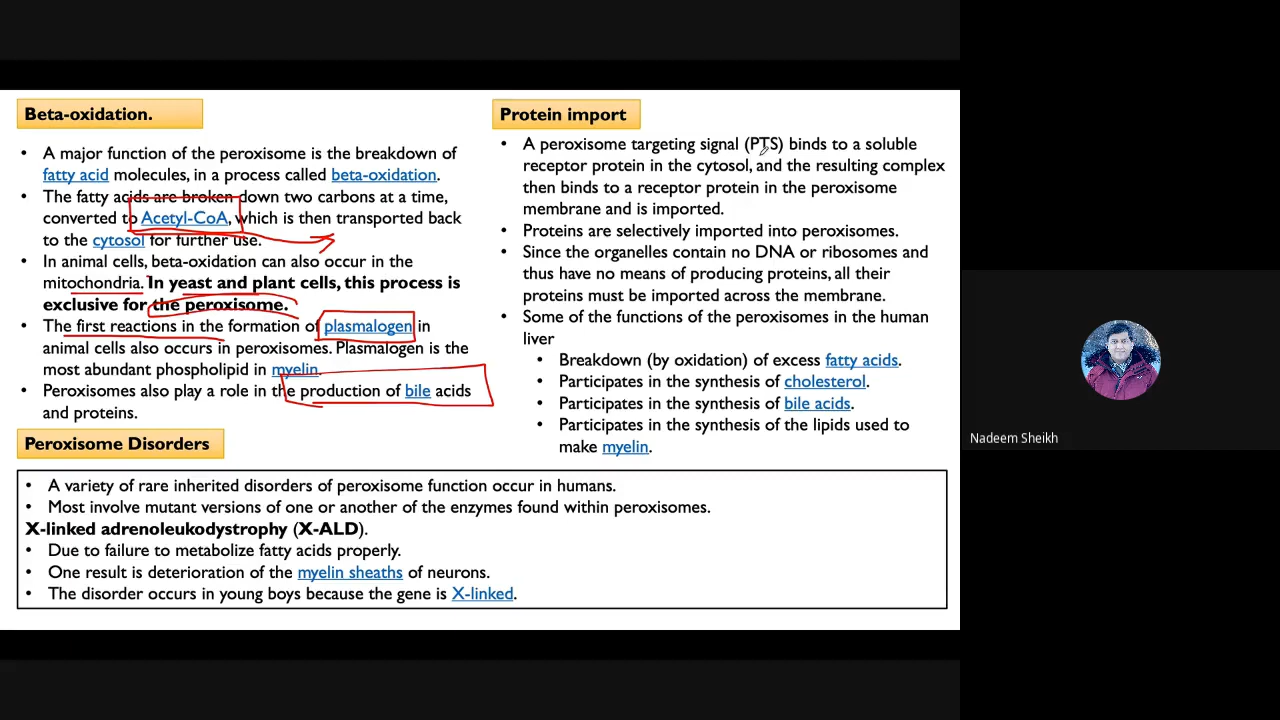 Beta-oxidation.
• A major function of the peroxisome is the breakdown of
fatty acid molecules, in a process called beta-oxidation.
• The fatty acids are broken down two carbons at a time,
converted to Acetyl-CoA, which is then transported back
to the cytosol for further use.
• In animal cells, beta-oxidation can also occur in the
mitochondria. In yeast and plant cells, this process is
exclusive for the peroxisome.
• The first reactions in the formation of plasmalogen in
animal cells also occurs in peroxisomes. Plasmalogen is the
most abundant phospholipid in myelin.
• Peroxisomes also play a role in the production of bile acids
and proteins.
Protein import
• A peroxisome targeting signal (PTS) binds to a soluble
receptor protein in the cytosol, and the resulting complex
then binds to a receptor protein in the peroxisome
membrane and is imported.
• Proteins are selectively imported into peroxisomes.
• Since the organelles contain no DNA or ribosomes and
thus have no means of producing proteins, all their
proteins must be imported across the membrane.
• Some of the functions of the peroxisomes in the human
liver
• Breakdown (by oxidation) of excess fatty acids.
• Participates in the synthesis of cholesterol.
• Participates in the synthesis of bile acids.
• Participates in the synthesis of the lipids used to
make myelin.
Peroxisome Disorders
• A variety of rare inherited disorders of peroxisome function occur in humans.
• Most involve mutant versions of one or another of the enzymes found within peroxisomes.
X-linked adrenoleukodystrophy (X-ALD).
• Due to failure to metabolize fatty acids properly.
• One result is deterioration of the myelin sheaths of neurons.
• The disorder occurs in young boys because the gene is X-linked.
Nadeem Sheikh